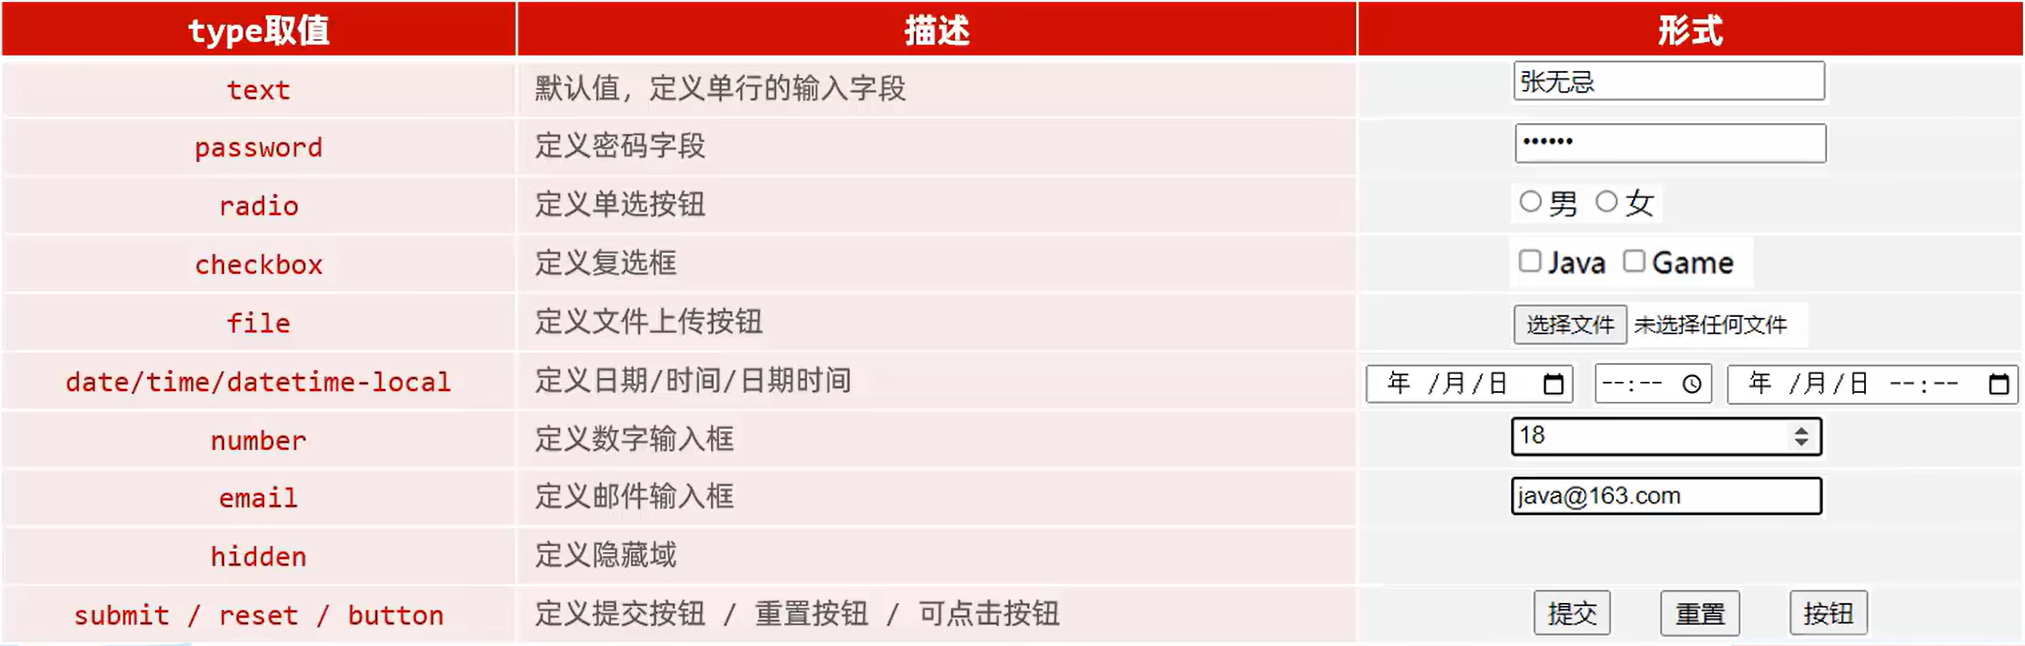 type取值 描述 形式
text 默认值，定义单行的输入字段 张无忌
password 定义密码字段 ••••••
radio 定义单选按钮 男 女
checkbox 定义复选框 Java Game
file 定义文件上传按钮 选择文件 未选择任何文件
date/time/datetime-local 定义日期/时间/日期时间 年 /月/日 --:-- 年 /月/日 --:--
number 定义数字输入框 18
email 定义邮件输入框 java@163.com
hidden 定义隐藏域
submit / reset / button 定义提交按钮 / 重置按钮 / 可点击按钮 提交 重置 按钮